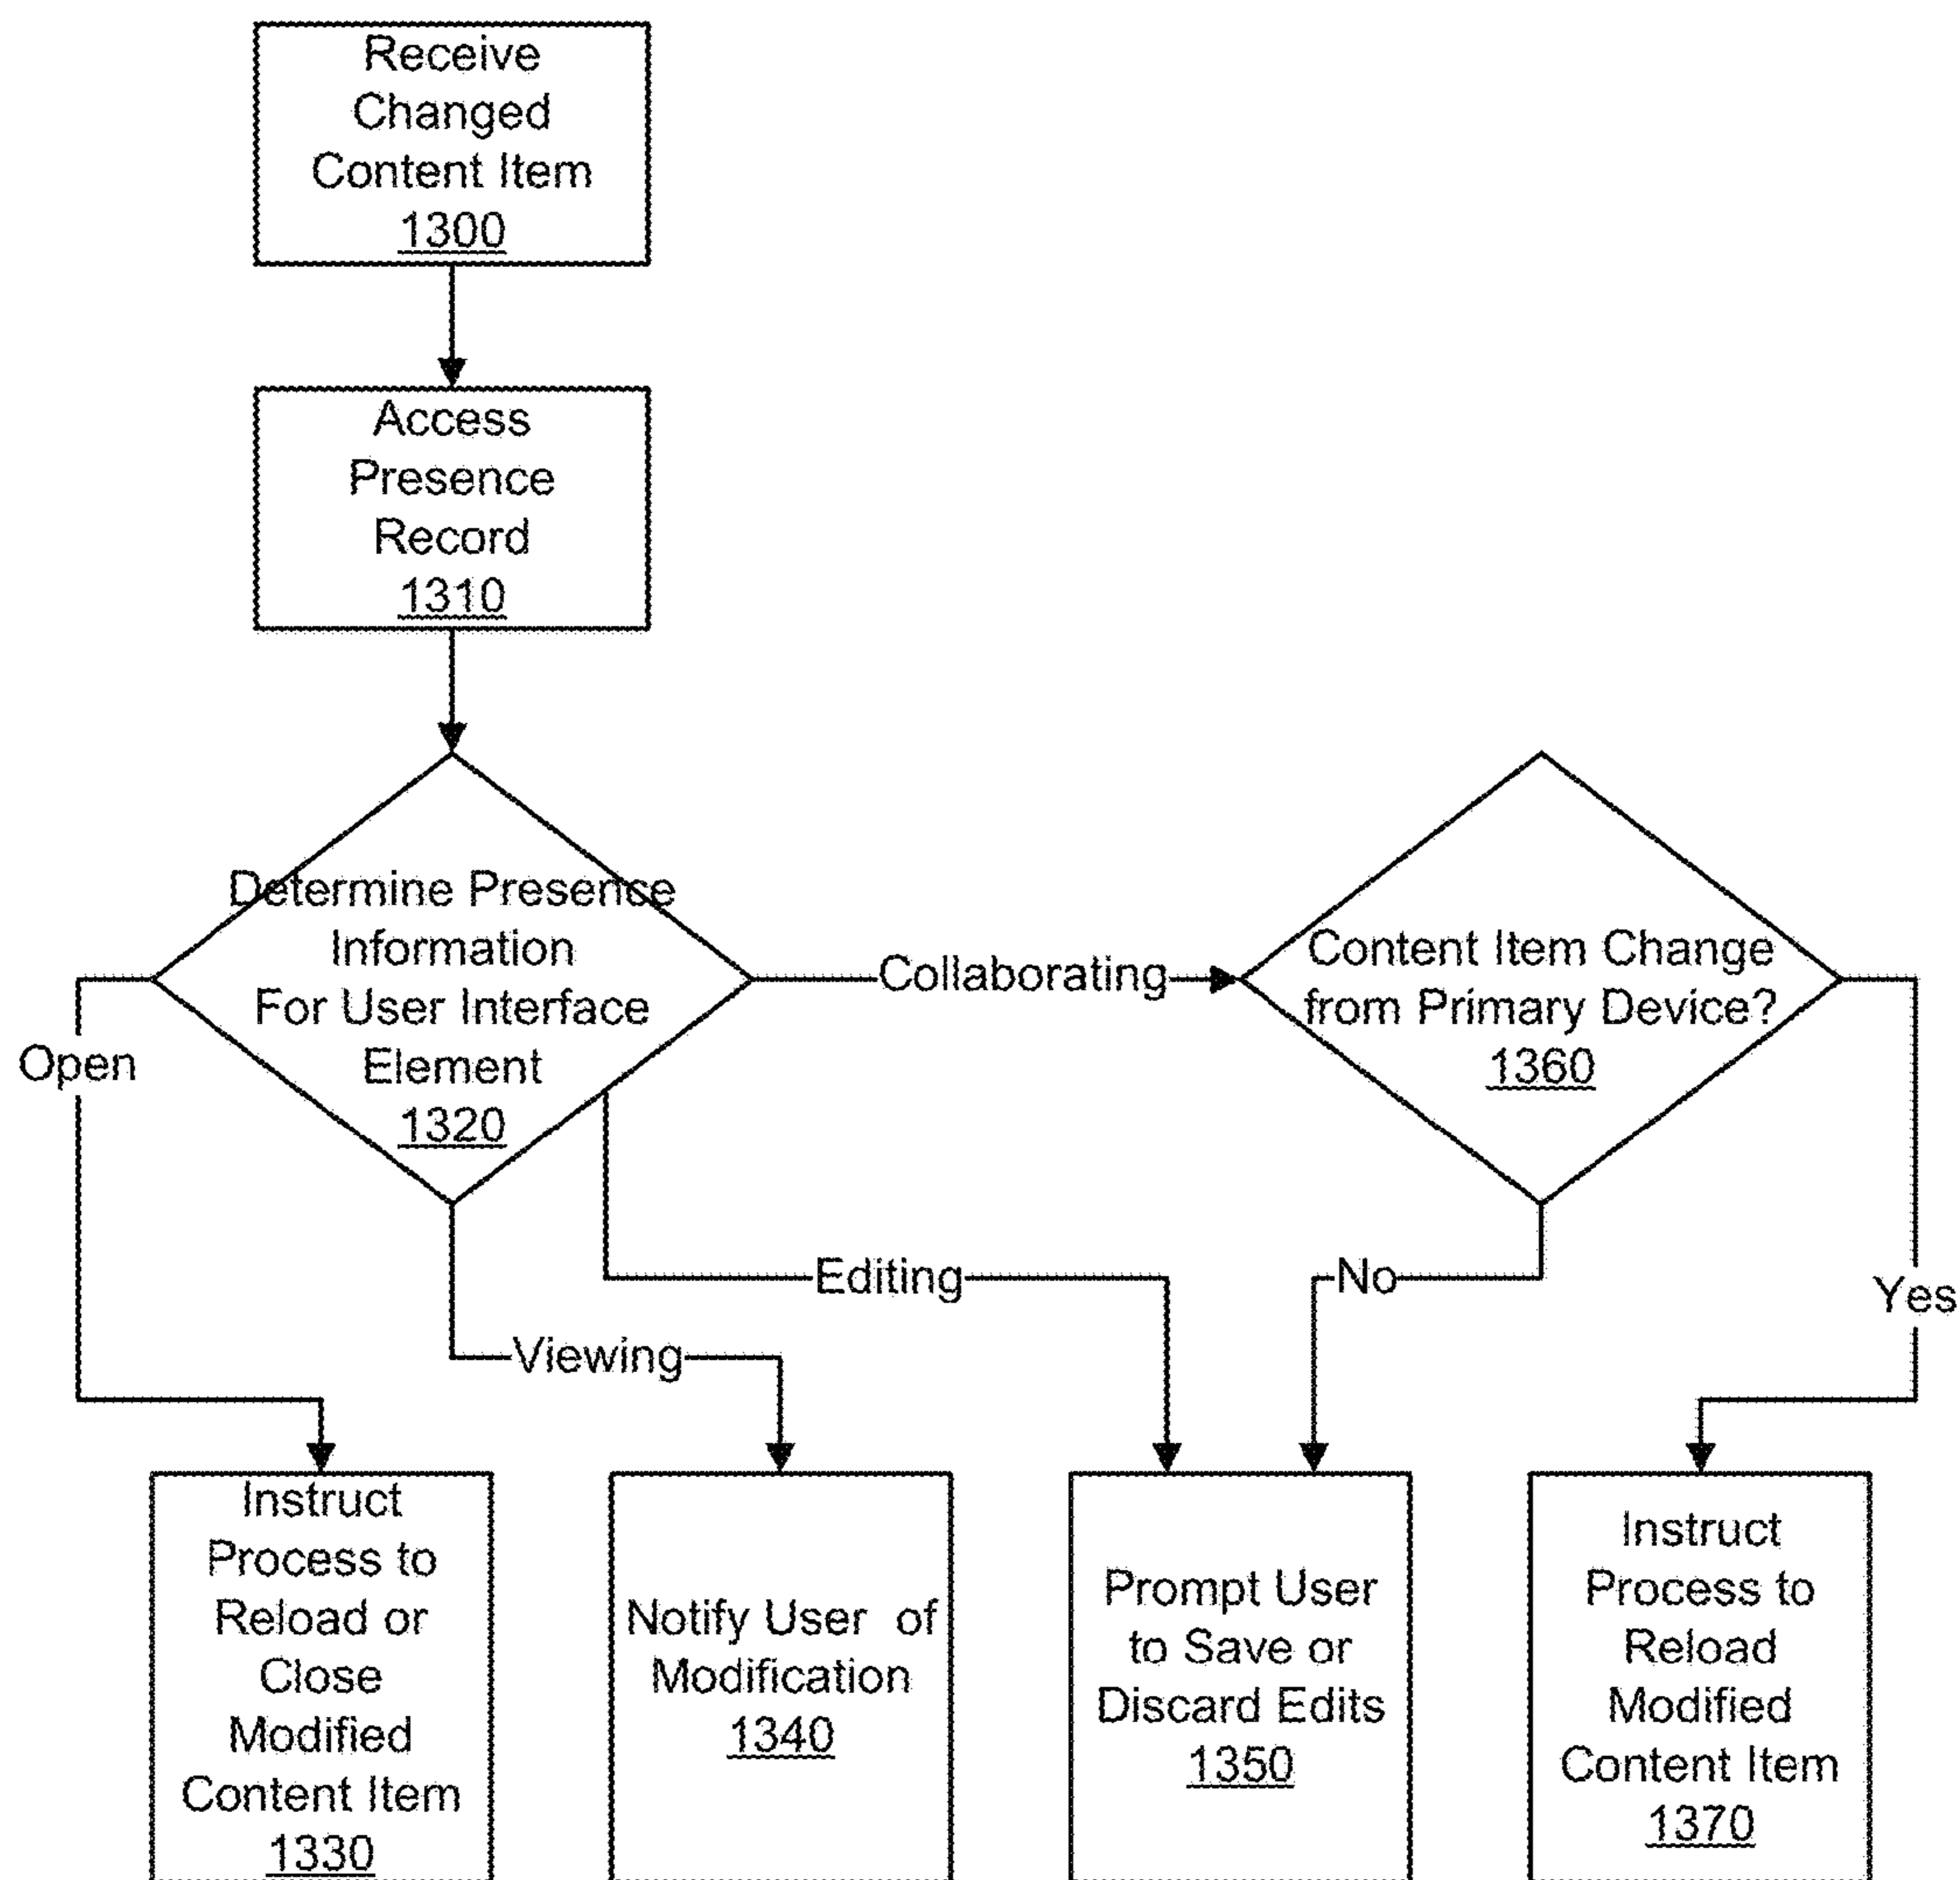 Receive
Changed
Content Item
1300
Access
Presence
Record
1310
Determine Presence
Information
For User Interface
Element
1320
Collaborating
Content Item Change
from Primary Device?
1360
Open
Editing
No
Yes
Viewing
Instruct
Process to
Reload or
Close
Modified
Content Item
1330
Notify User of
Modification
1340
Prompt User
to Save or
Discard Edits
1350
Instruct
Process to
Reload
Modified
Content Item
1370